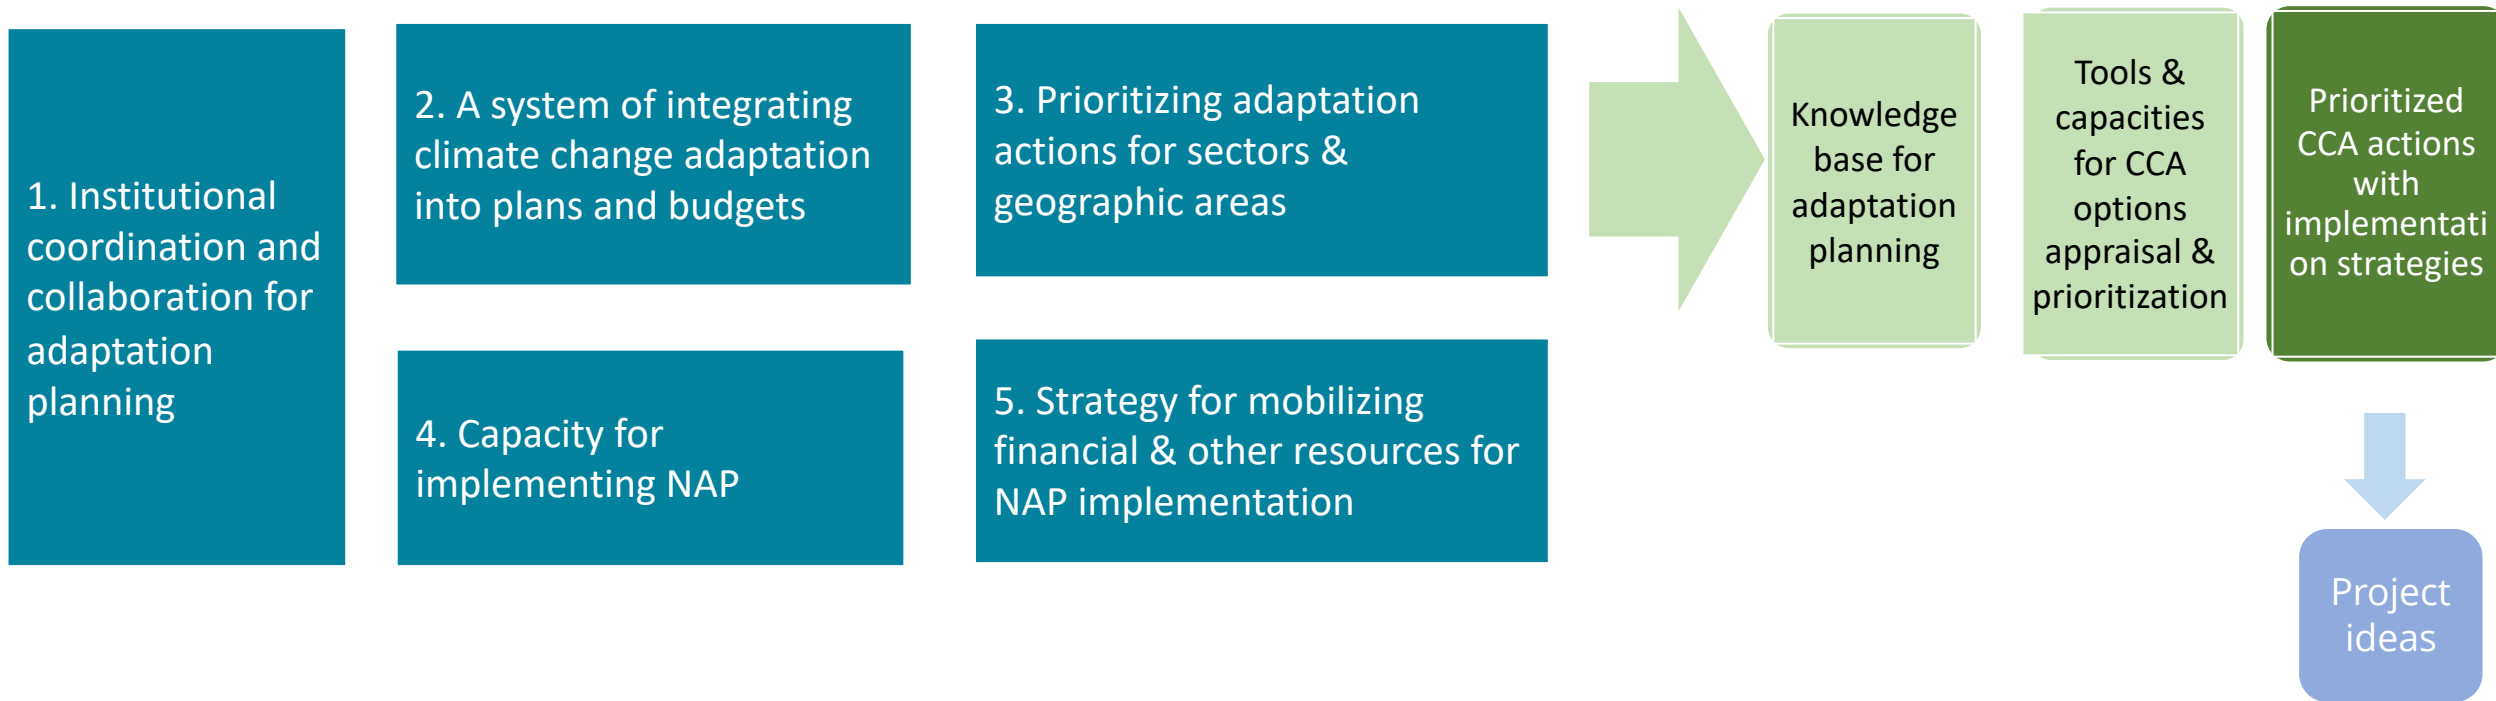 1. Institutional
coordination and
collaboration for
adaptation
planning
2. A system of integrating
climate change adaptation
into plans and budgets
3. Prioritizing adaptation
actions for sectors &
geographic areas
4. Capacity for
implementing NAP
5. Strategy for mobilizing
financial & other resources for
NAP implementation
Knowledge
base for
adaptation
planning
Tools &
capacities
for CCA
options
appraisal &
prioritization
Prioritized
CCA actions
with
implementati
on strategies
Project
ideas